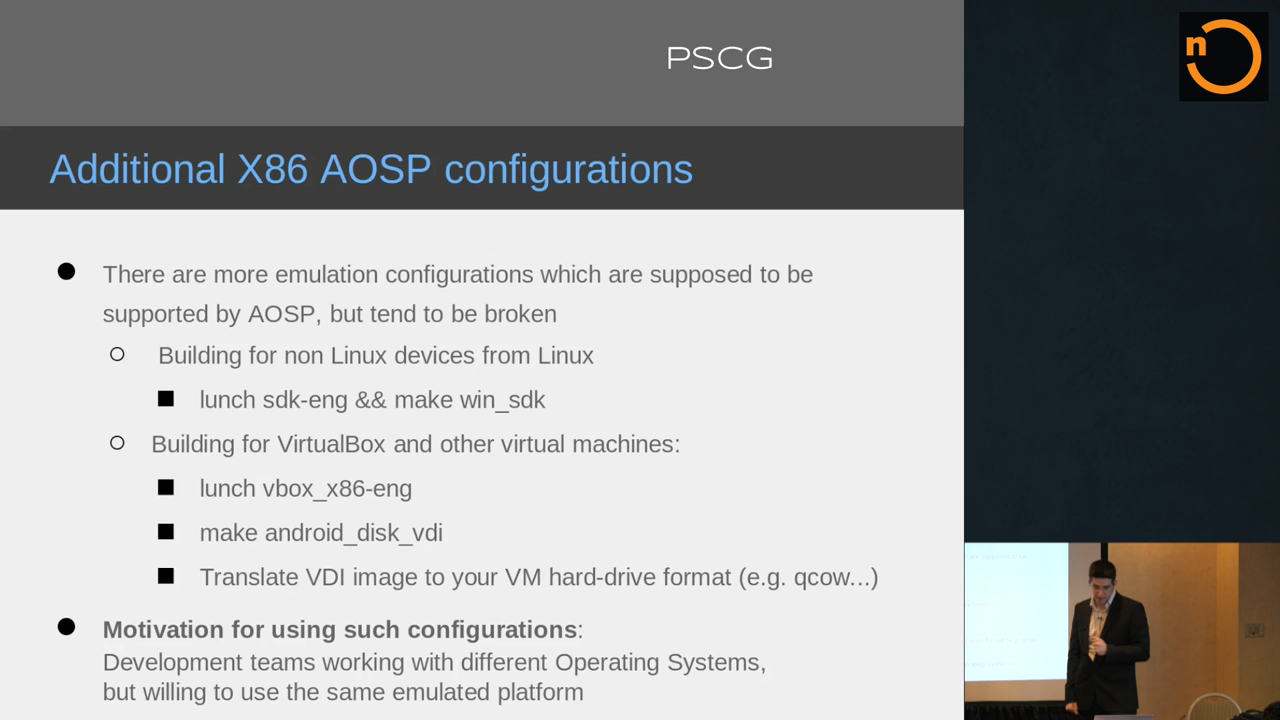 PSCG
n
Additional X86 AOSP configurations
There are more emulation configurations which are supposed to be
supported by AOSP, but tend to be broken
Building for non Linux devices from Linux
lunch sdk-eng && make win_sdk
Building for VirtualBox and other virtual machines:
lunch vbox_x86-eng
make android_disk_vdi
Translate VDI image to your VM hard-drive format (e.g. qcow...)
Motivation for using such configurations:
Development teams working with different Operating Systems,
but willing to use the same emulated platform